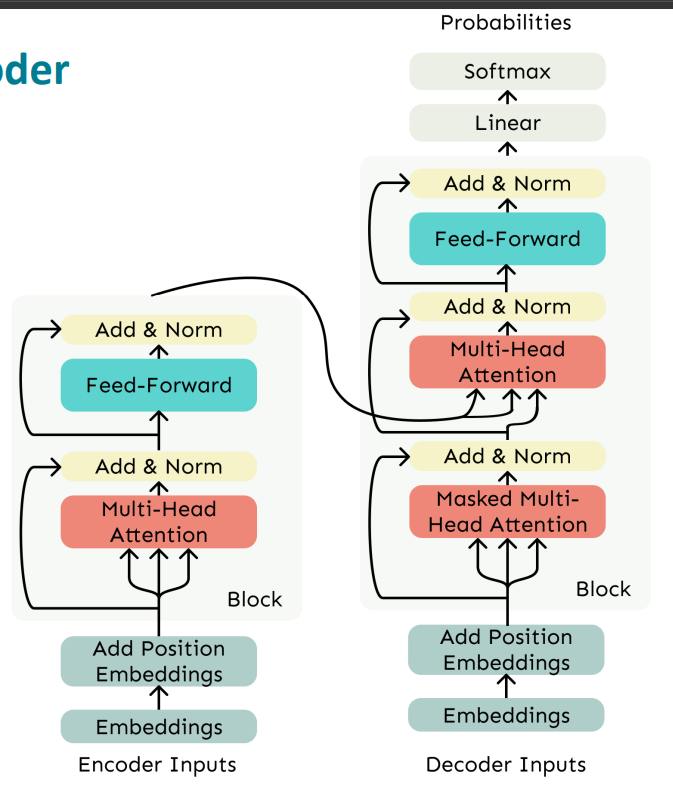 oder
Probabilities
Softmax
Linear
Add & Norm
Feed-Forward
Add & Norm
Multi-Head
Attention
Add & Norm
Masked Multi-
Head Attention
Block
Add Position
Embeddings
Embeddings
Decoder Inputs
Add & Norm
Feed-Forward
Add & Norm
Multi-Head
Attention
Block
Add Position
Embeddings
Embeddings
Encoder Inputs